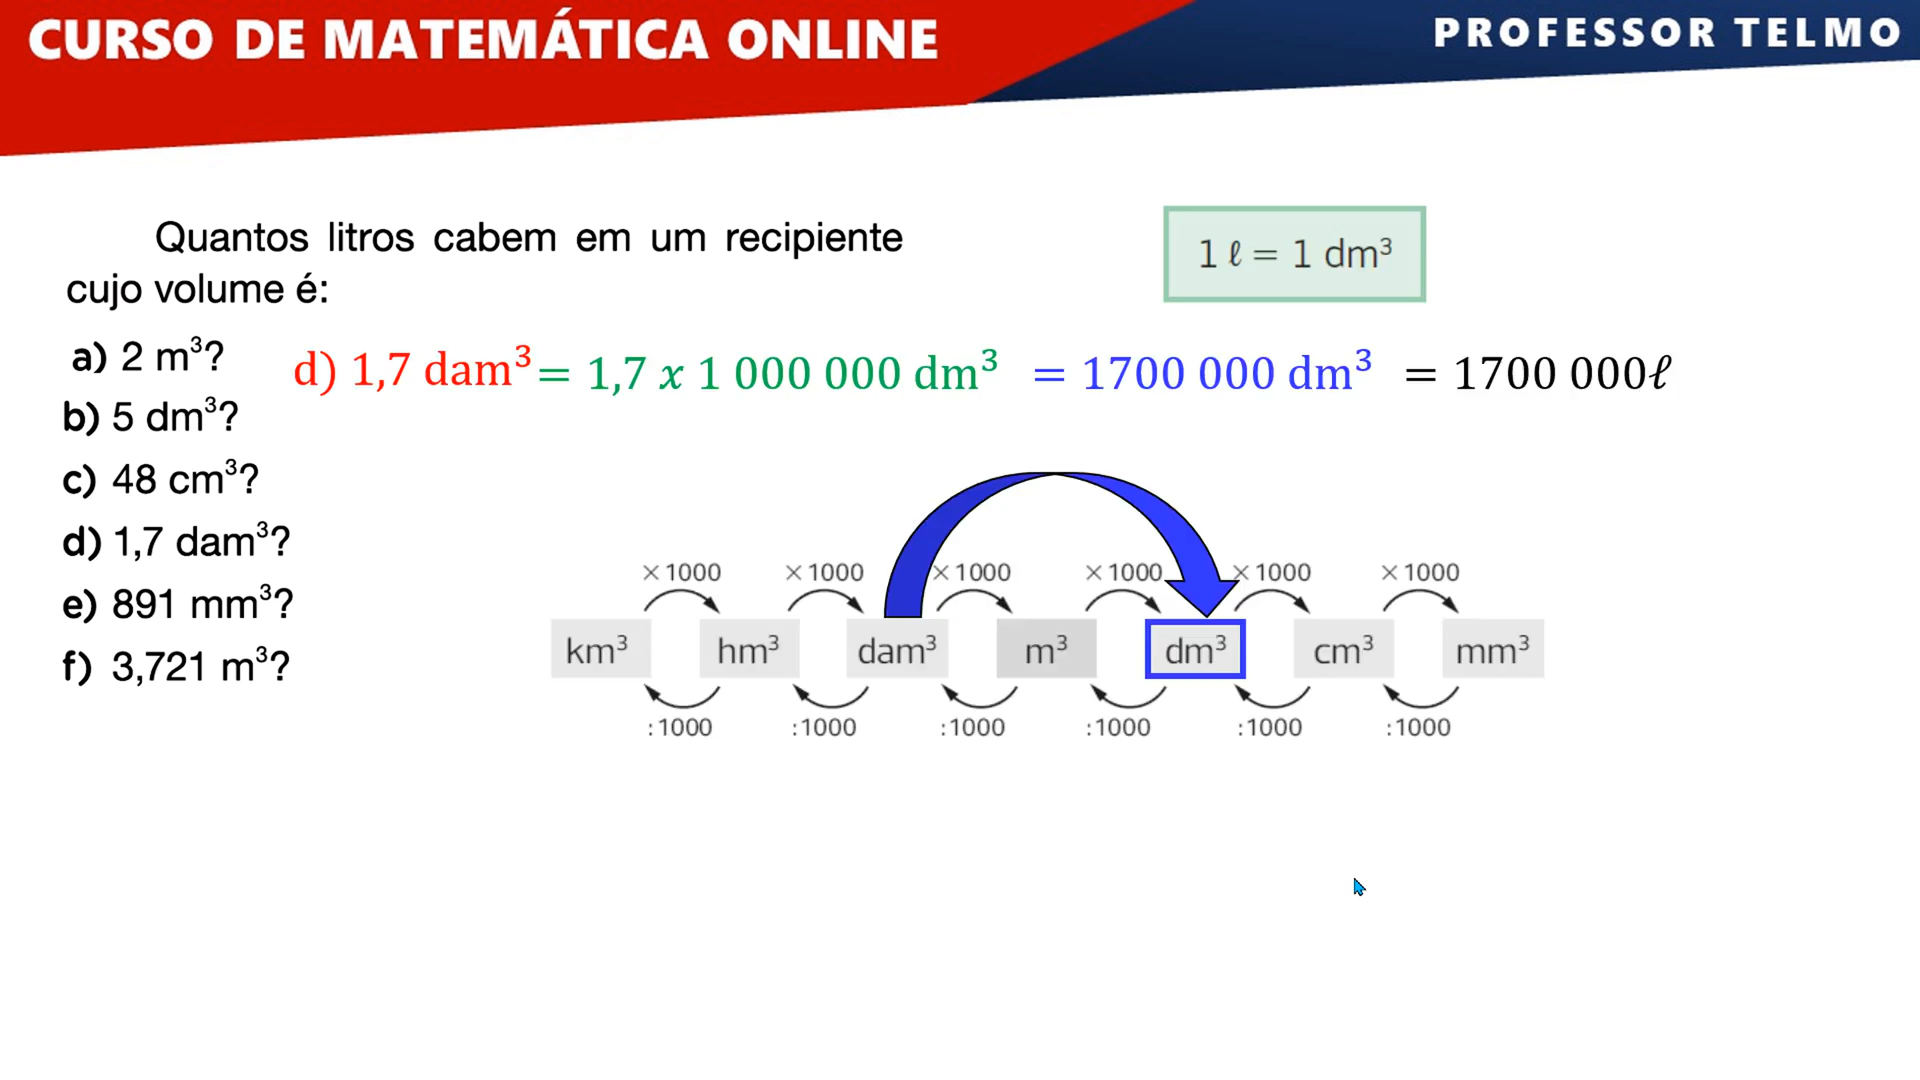 CURSO DE MATEMÁTICA ONLINE
PROFESSOR TELMO
Quantos litros cabem em um recipiente
cujo volume é:
1 ℓ = 1 dm³
a) 2 m³?
d) 1,7 dam³ = 1,7 x 1 000 000 dm³ = 1700 000 dm³ = 1700 000ℓ
b) 5 dm³?
c) 48 cm³?
d) 1,7 dam³?
e) 891 mm³?
f) 3,721 m³?
×1000 ×1000 ×1000 ×1000 ×1000 ×1000
km³ hm³ dam³ m³ dm³ cm³ mm³
:1000 :1000 :1000 :1000 :1000 :1000